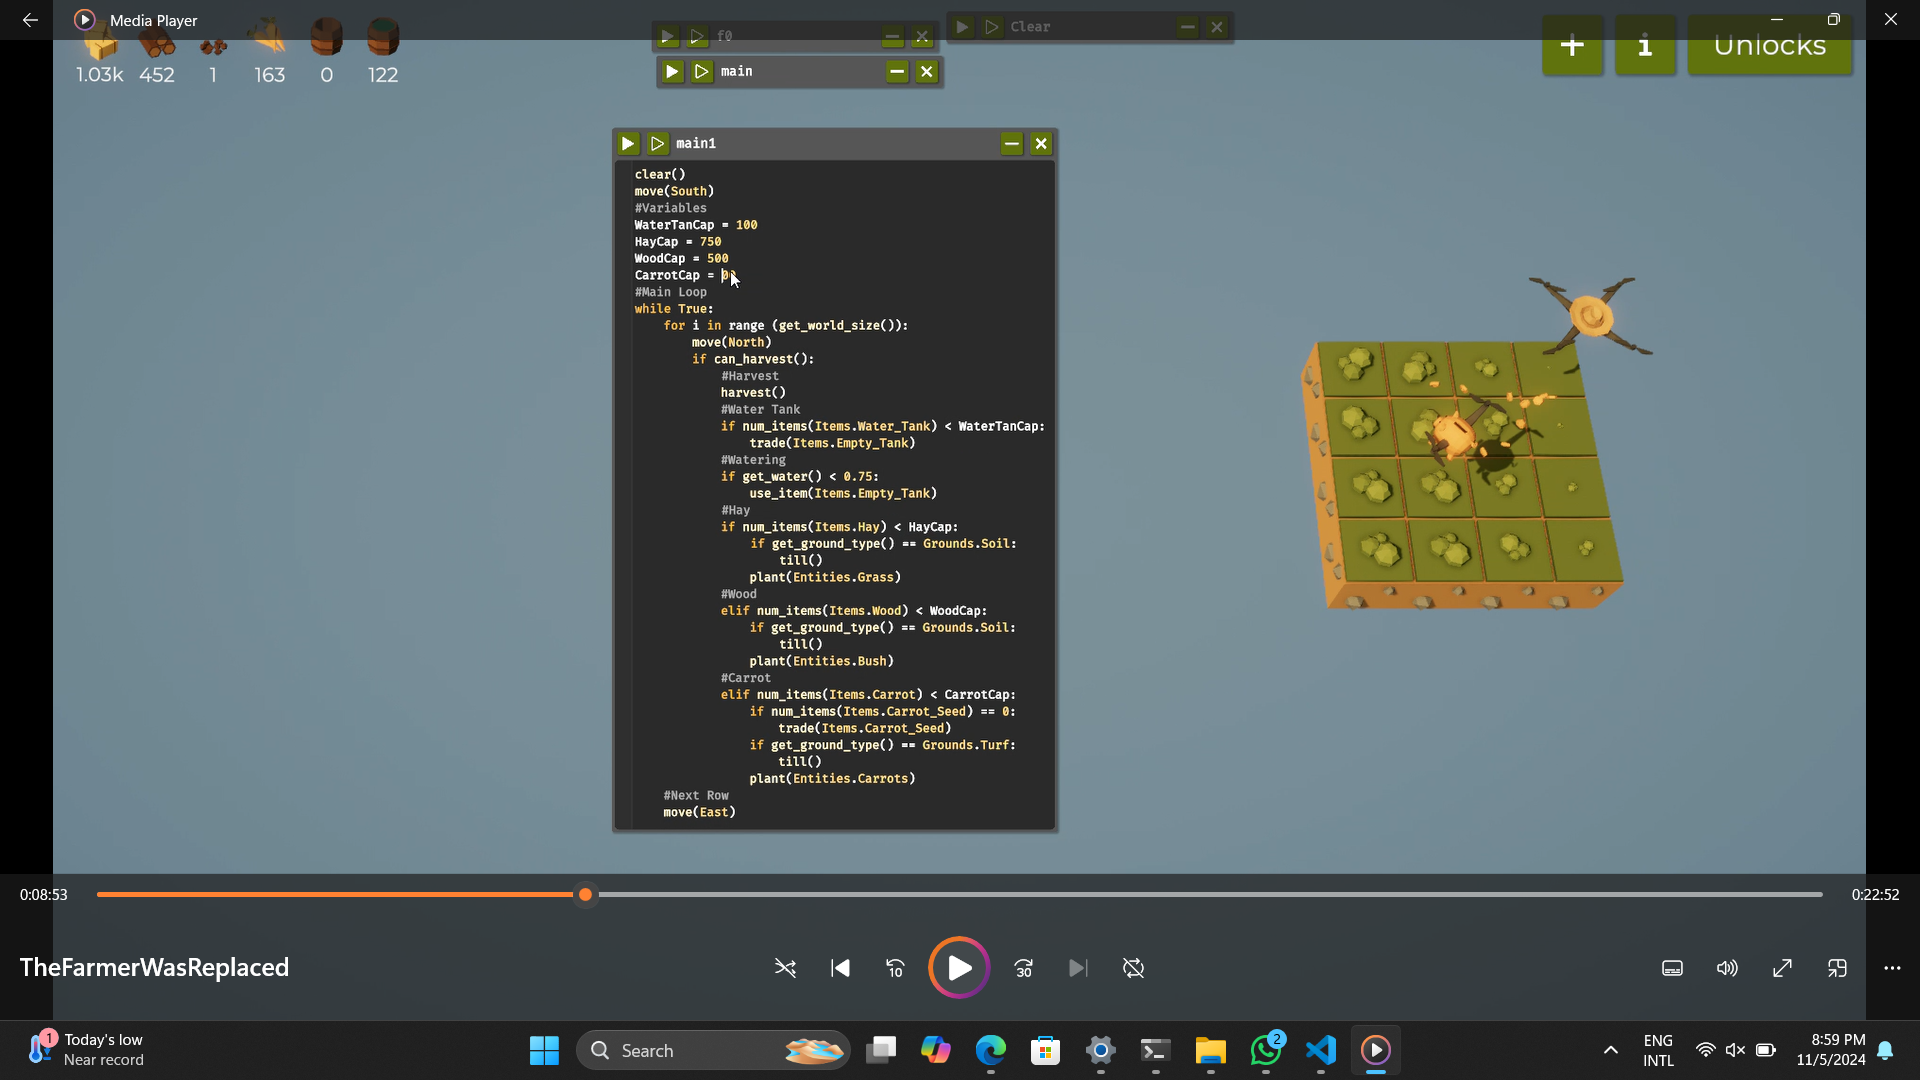 Media Player
1.03k 452 1 163 0 122
f0
Clear
main
+ i Unlocks
main1
clear()
move(South)
#Variables
WaterTanCap = 100
HayCap = 750
WoodCap = 500
CarrotCap =
#Main Loop
while True:
for i in range (get_world_size()):
move(North)
if can_harvest():
#Harvest
harvest()
#Water Tank
if num_items(Items.Water_Tank) < WaterTanCap:
trade(Items.Empty_Tank)
#Watering
if get_water() < 0.75:
use_item(Items.Empty_Tank)
#Hay
if num_items(Items.Hay) < HayCap:
if get_ground_type() == Grounds.Soil:
till()
plant(Entities.Grass)
#Wood
elif num_items(Items.Wood) < WoodCap:
if get_ground_type() == Grounds.Soil:
till()
plant(Entities.Bush)
#Carrot
elif num_items(Items.Carrot) < CarrotCap:
if num_items(Items.Carrot_Seed) == 0:
trade(Items.Carrot_Seed)
if get_ground_type() == Grounds.Turf:
till()
plant(Entities.Carrots)
#Next Row
move(East)
0:08:53
0:22:52
TheFarmerWasReplaced
10
30
1
Today's low
Near record
Search
2
ENG
INTL
8:59 PM
11/5/2024